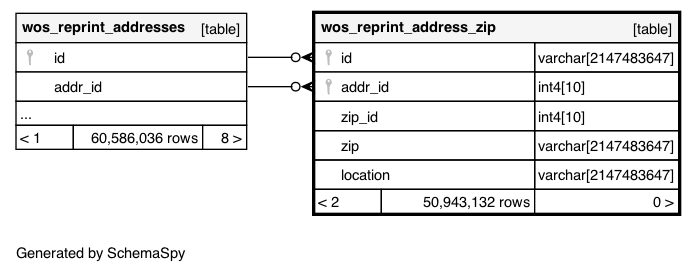 wos_reprint_addresses [table]
id
addr_id
...
< 1 60,586,036 rows 8 >
wos_reprint_address_zip [table]
id varchar[2147483647]
addr_id int4[10]
zip_id int4[10]
zip varchar[2147483647]
location varchar[2147483647]
< 2 50,943,132 rows 0 >
Generated by SchemaSpy